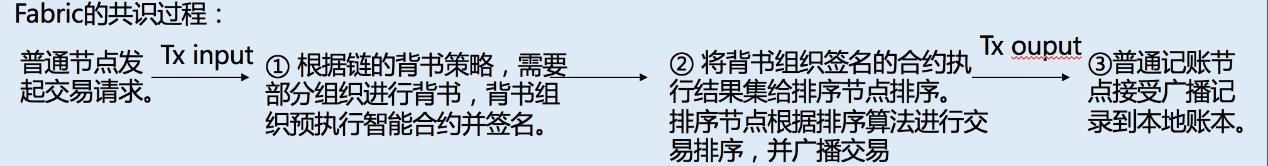 Fabric的共识过程：
普通节点发
起交易请求。
Tx input
① 根据链的背书策略，需要
部分组织进行背书，背书组
织预执行智能合约并签名。
② 将背书组织签名的合约执
行结果集给排序节点排序。
排序节点根据排序算法进行交
易排序，并广播交易
Tx ouput
③普通记账节
点接受广播记
录到本地账本。